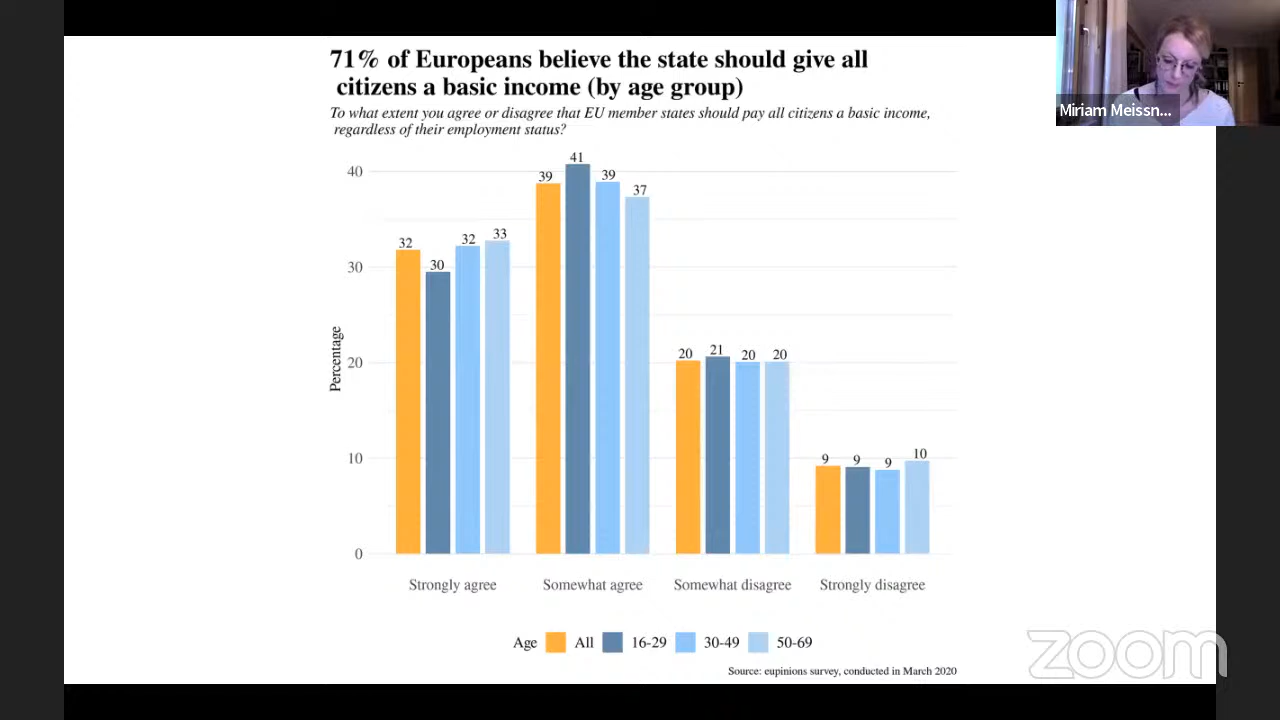 71% of Europeans believe the state should give all
citizens a basic income (by age group)
To what extent you agree or disagree that EU member states should pay all citizens a basic income,
regardless of their employment status?
Miriam Meissn...
Percentage
40
30
20
10
0
32
30
32
33
39
41
39
37
20
21
20
20
9
9
9
10
Strongly agree
Somewhat agree
Somewhat disagree
Strongly disagree
Age All 16-29 30-49 50-69
Source: eupinions survey, conducted in March 2020
zoom